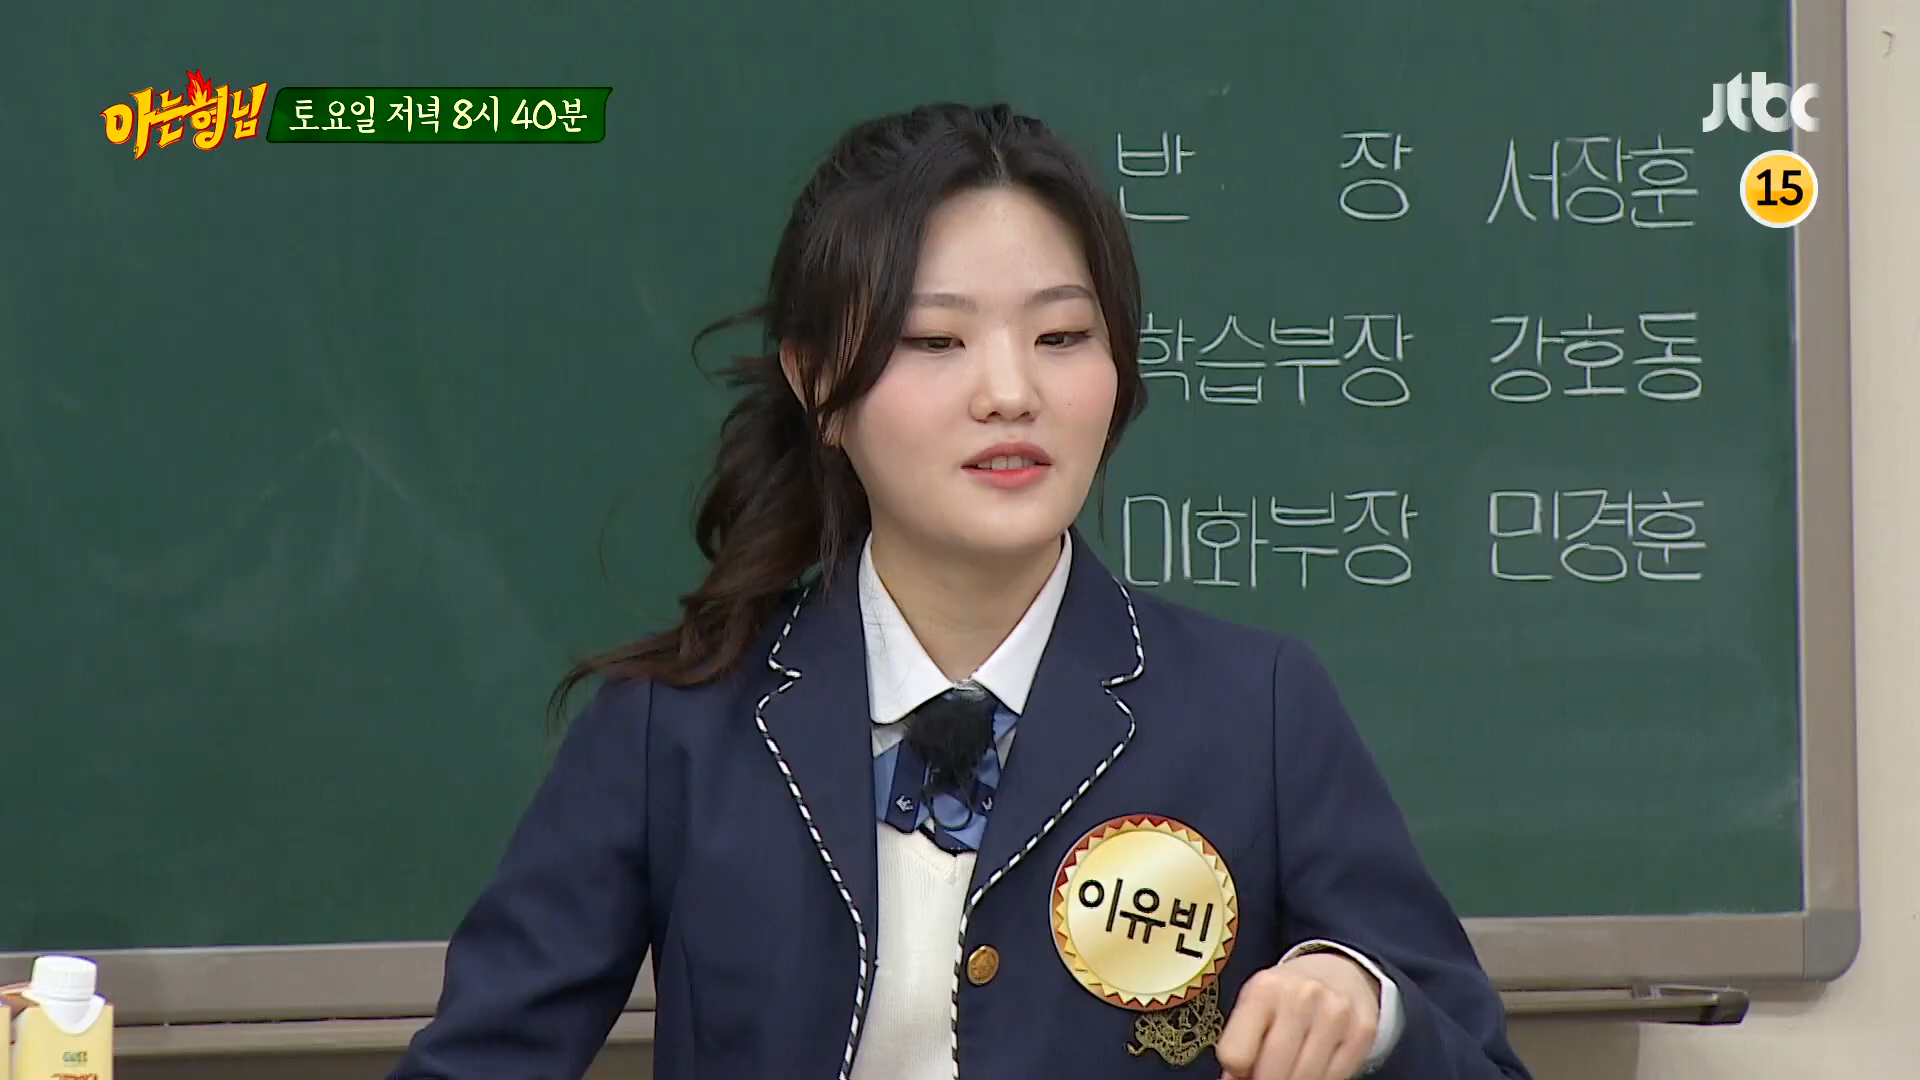 아는형님 토요일 저녁 8시 40분
jtbc
15
반 장 서장훈
학습부장 강호동
미화부장 민경훈
이유빈